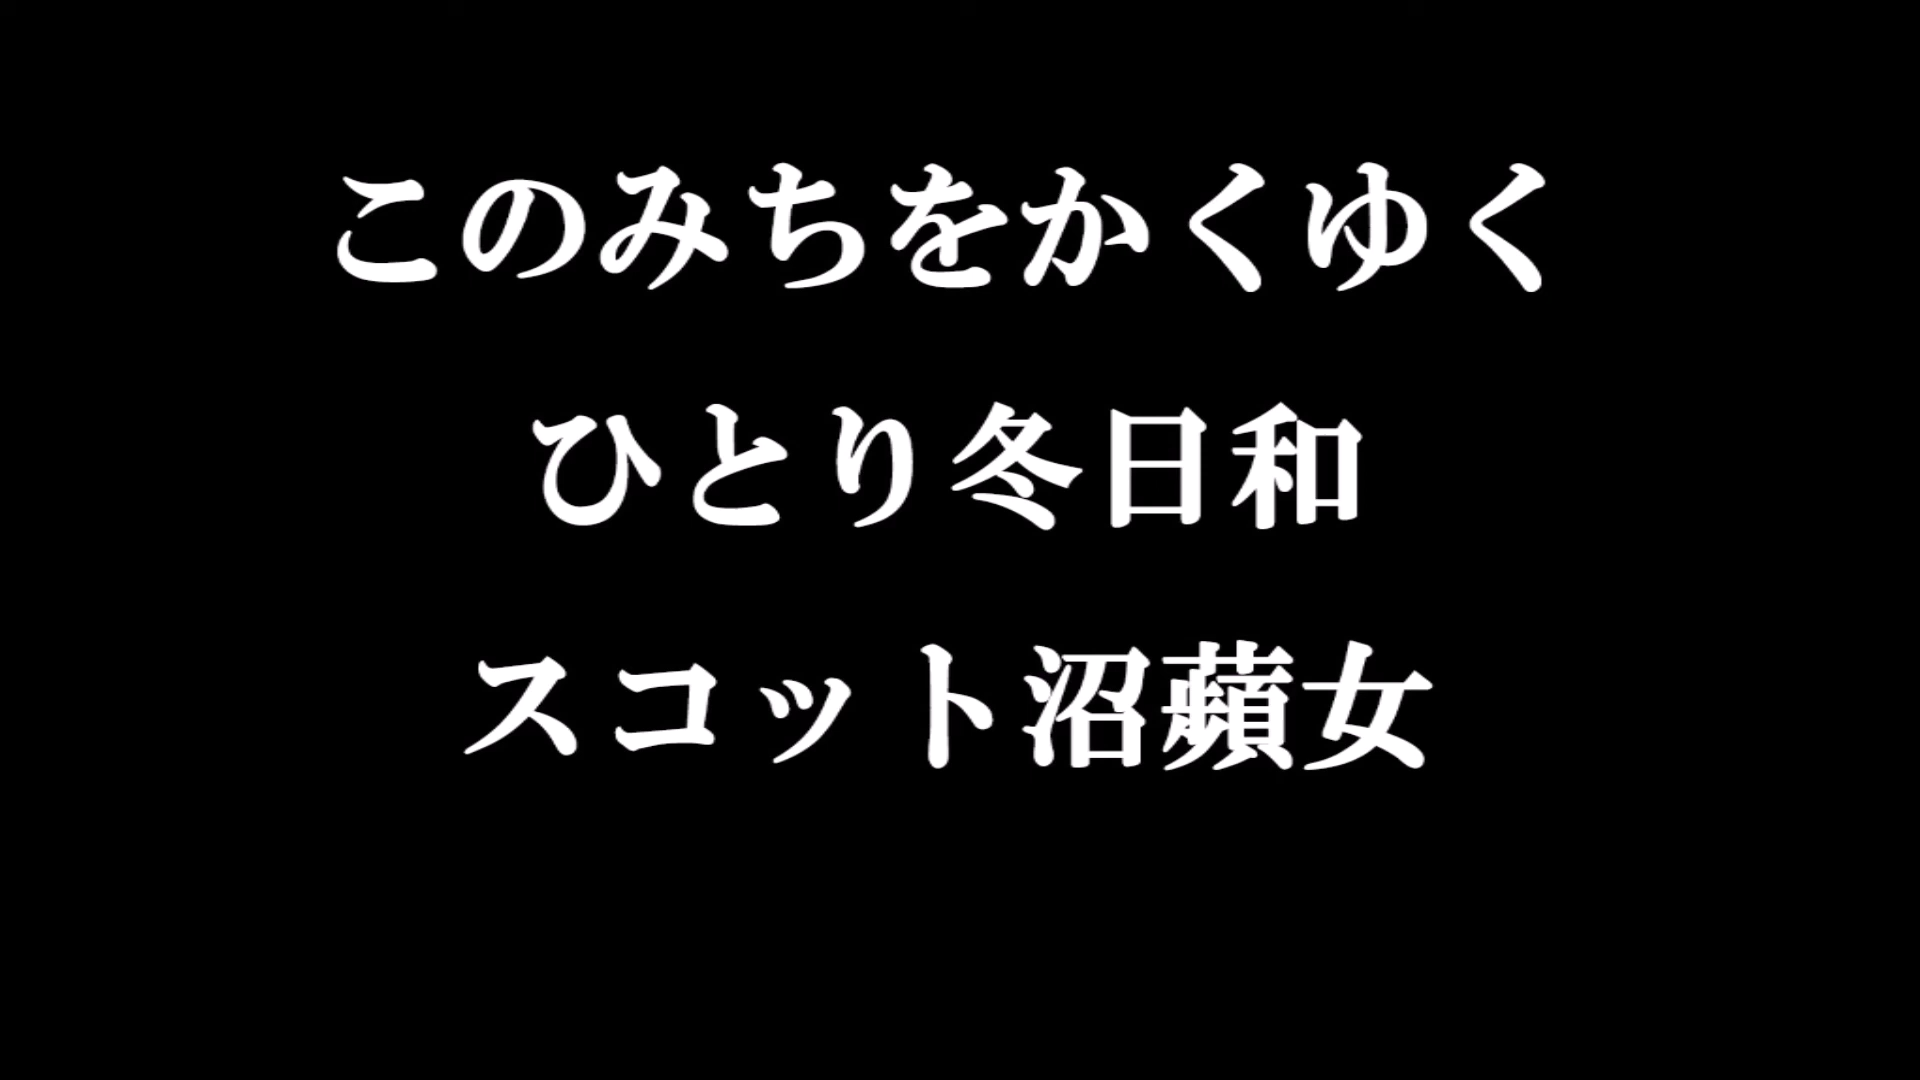 このみちをかくゆく
ひとり冬日和
スコット沼蘋女